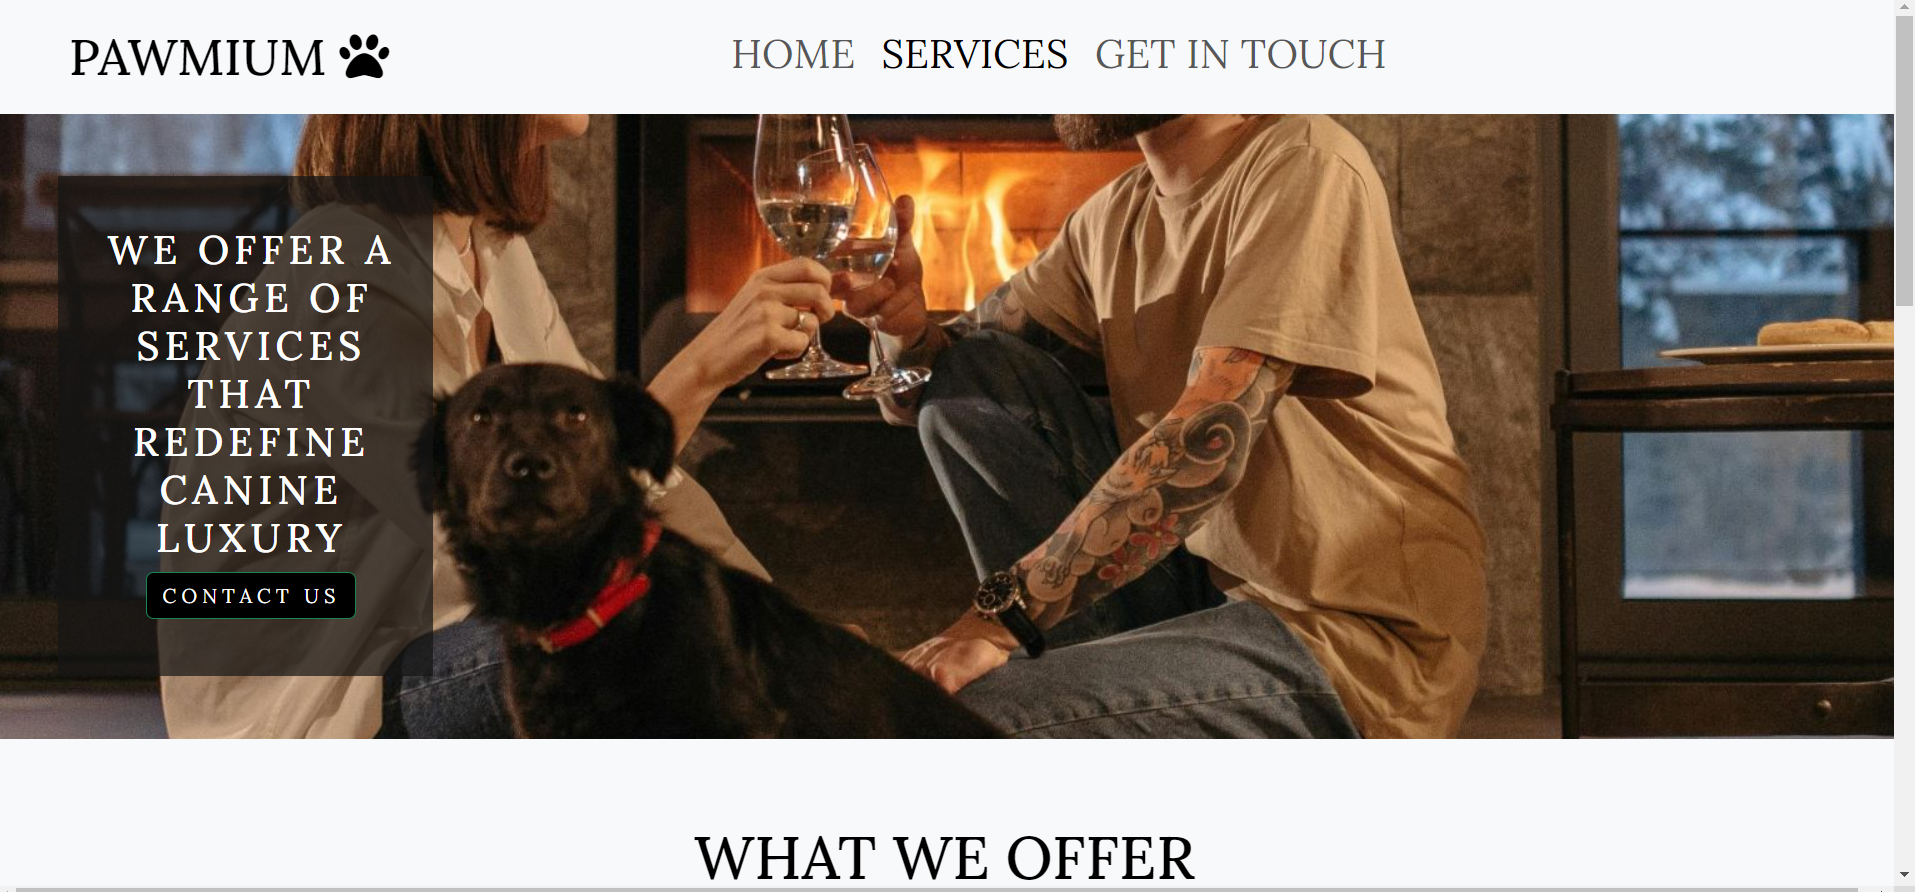 PAWMIUM
HOME SERVICES GET IN TOUCH
WE OFFER A
RANGE OF
SERVICES
THAT
REDEFINE
CANINE
LUXURY
CONTACT US
WHAT WE OFFER